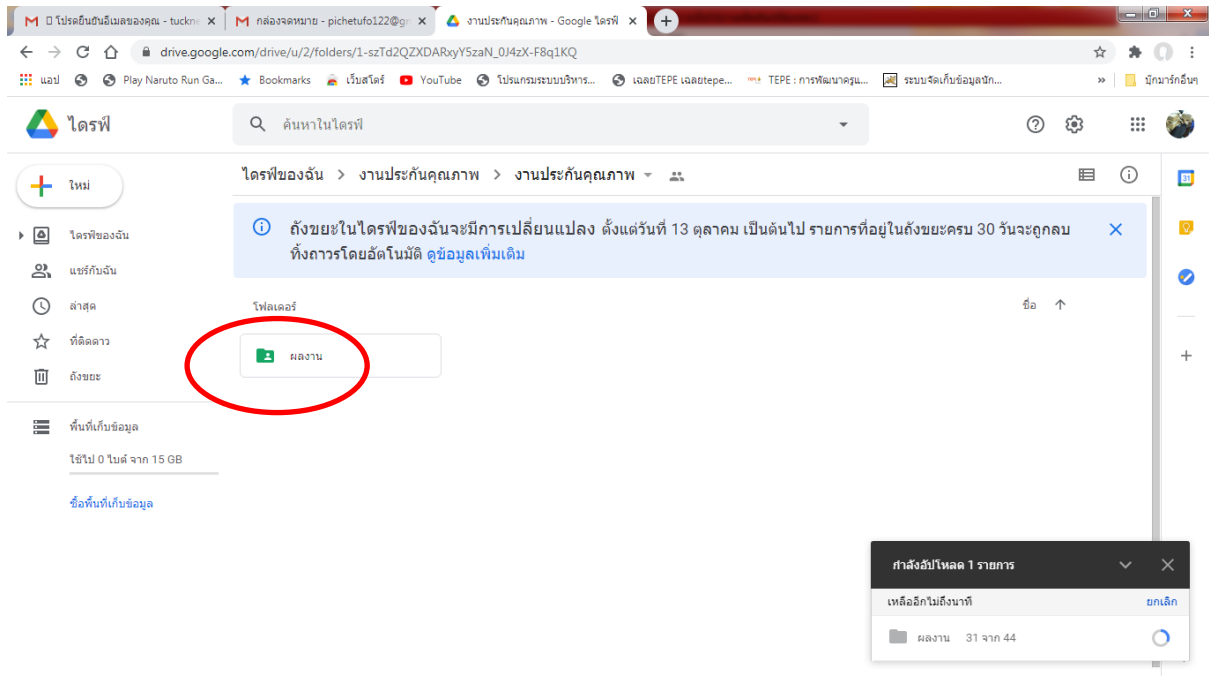 โปรดยืนยันอีเมลของคุณ - tuckne
กล่องจดหมาย - pichetufo122@gm
งานประกันคุณภาพ - Google ไดรฟ์
drive.google.com/drive/u/2/folders/1-szTd2QZXDARxyY5zaN_0J4zX-F8q1KQ
แอป
Play Naruto Run Ga...
Bookmarks
เว็บสโตร์
YouTube
โปรแกรมระบบบริหาร...
เฉลยTEPE เฉลยtepe...
TEPE : การพัฒนาครูแ...
ระบบจัดเก็บข้อมูลนัก...
»
บุ๊กมาร์กอื่นๆ
ไดรฟ์
ค้นหาในไดรฟ์
ใหม่
ไดรฟ์ของฉัน > งานประกันคุณภาพ > งานประกันคุณภาพ
31
ไดรฟ์ของฉัน
แชร์กับฉัน
ล่าสุด
ที่ติดดาว
ถังขยะ
พื้นที่เก็บข้อมูล
ใช้ไป 0 ไบต์ จาก 15 GB
ซื้อพื้นที่เก็บข้อมูล
ถังขยะในไดรฟ์ของฉันจะมีการเปลี่ยนแปลง ตั้งแต่วันที่ 13 ตุลาคม เป็นต้นไป รายการที่อยู่ในถังขยะครบ 30 วันจะถูกลบ
ทิ้งถาวรโดยอัตโนมัติ ดูข้อมูลเพิ่มเติม
โฟลเดอร์
ชื่อ
ผลงาน
กำลังอัปโหลด 1 รายการ
เหลืออีกไม่ถึงนาที
ยกเลิก
ผลงาน 31 จาก 44